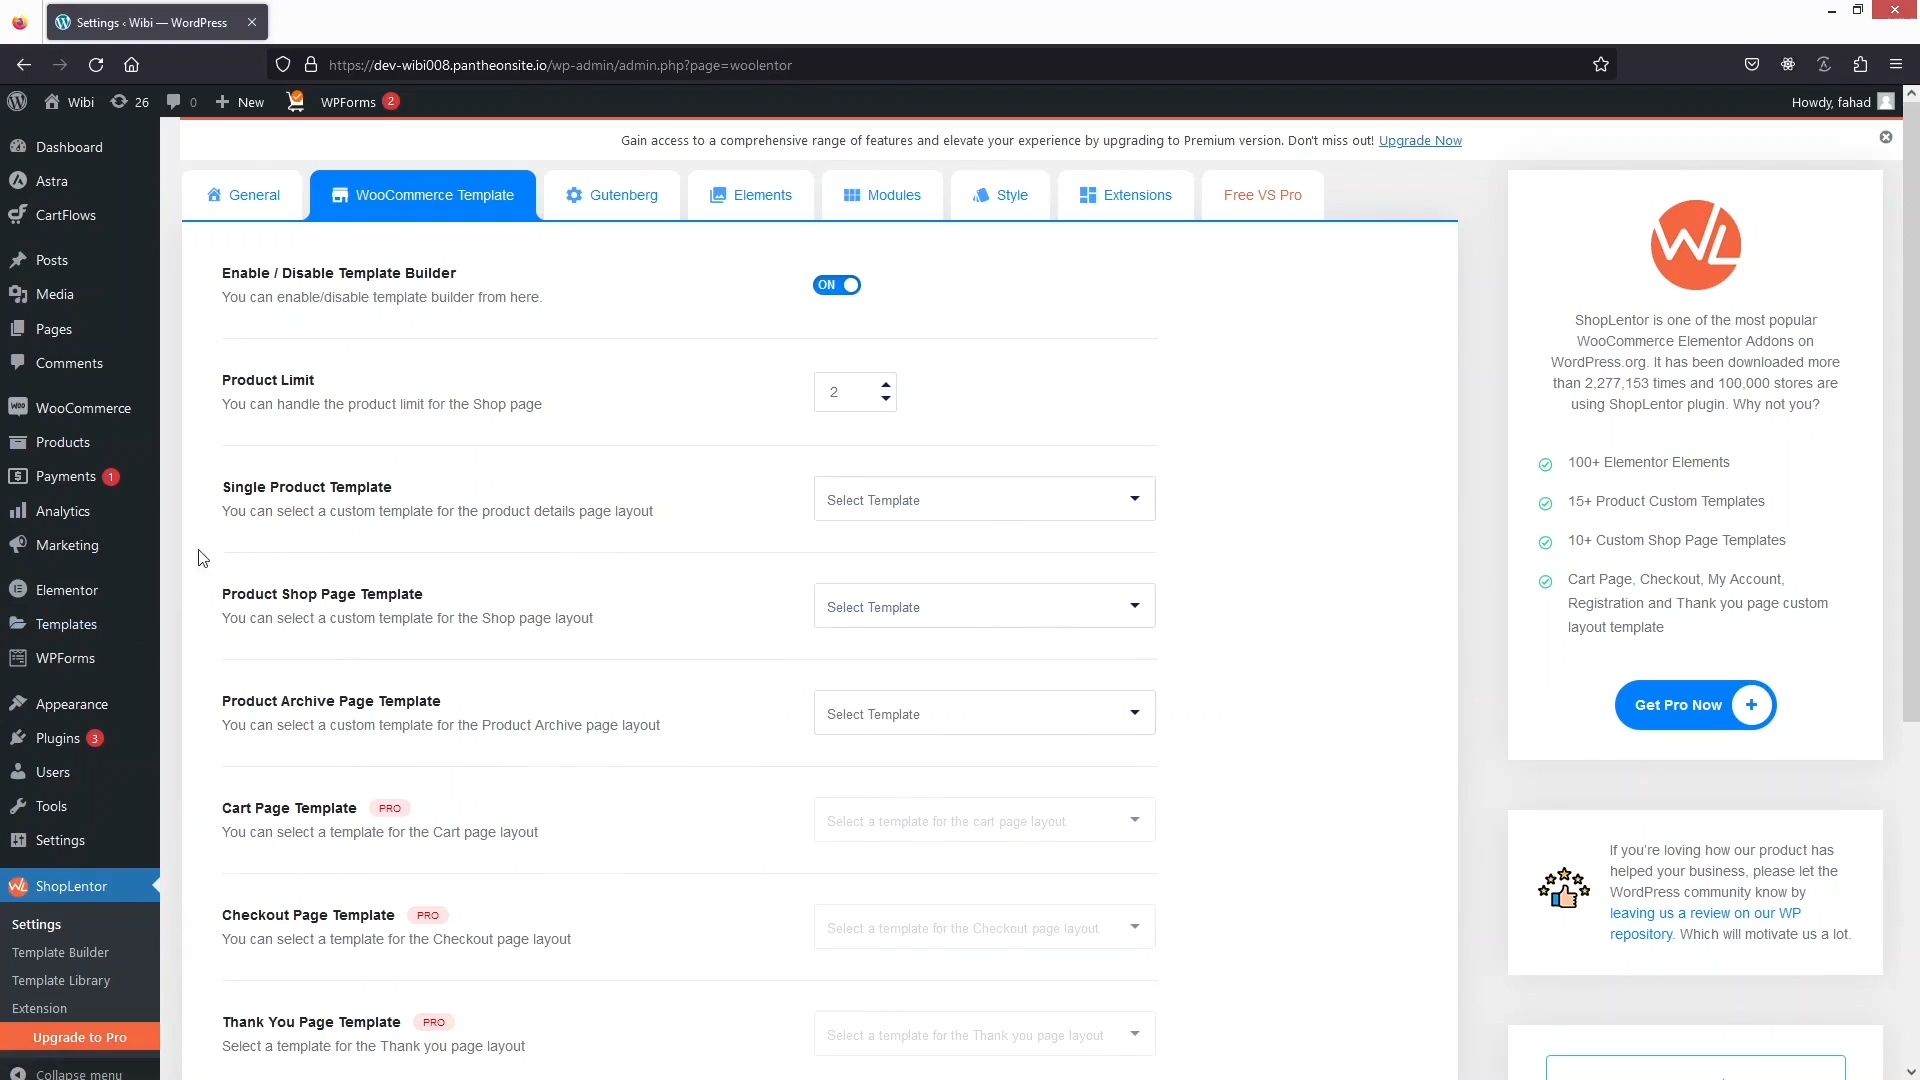 Settings ‹ Wibi — WordPress
https://dev-wibi008.pantheonsite.io/wp-admin/admin.php?page=woolentor
Wibi
26
0
New
WPForms 2
Howdy, fahad
Gain access to a comprehensive range of features and elevate your experience by upgrading to Premium version. Don't miss out! Upgrade Now
Dashboard
Astra
CartFlows
Posts
Media
Pages
Comments
WooCommerce
Products
Payments 1
Analytics
Marketing
Elementor
Templates
WPForms
Appearance
Plugins 3
Users
Tools
Settings
ShopLentor
Settings
Template Builder
Template Library
Extension
Upgrade to Pro
Collapse menu
General
WooCommerce Template
Gutenberg
Elements
Modules
Style
Extensions
Free VS Pro
Enable / Disable Template Builder
You can enable/disable template builder from here.
ON
Product Limit
You can handle the product limit for the Shop page
2
Single Product Template
You can select a custom template for the product details page layout
Select Template
Product Shop Page Template
You can select a custom template for the Shop page layout
Select Template
Product Archive Page Template
You can select a custom template for the Product Archive page layout
Select Template
Cart Page Template PRO
You can select a template for the Cart page layout
Select a template for the cart page layout
Checkout Page Template PRO
You can select a template for the Checkout page layout
Select a template for the Checkout page layout
Thank You Page Template PRO
Select a template for the Thank you page layout
Select a template for the Thank you page layout
WL
ShopLentor is one of the most popular
WooCommerce Elementor Addons on
WordPress.org. It has been downloaded more
than 2,277,153 times and 100,000 stores are
using ShopLentor plugin. Why not you?
100+ Elementor Elements
15+ Product Custom Templates
10+ Custom Shop Page Templates
Cart Page, Checkout, My Account,
Registration and Thank you page custom
layout template
Get Pro Now +
If you’re loving how our product has
helped your business, please let the
WordPress community know by
leaving us a review on our WP
repository. Which will motivate us a lot.